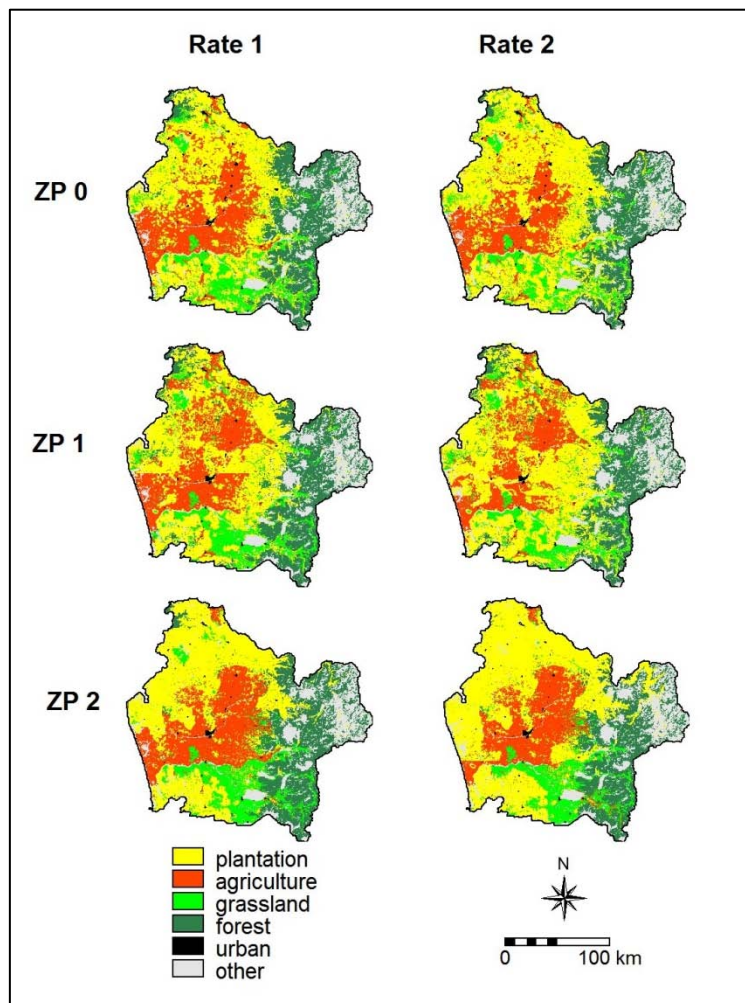 Rate 1
Rate 2
ZP 0
ZP 1
ZP 2
plantation
agriculture
grassland
forest
urban
other
N
0 100 km